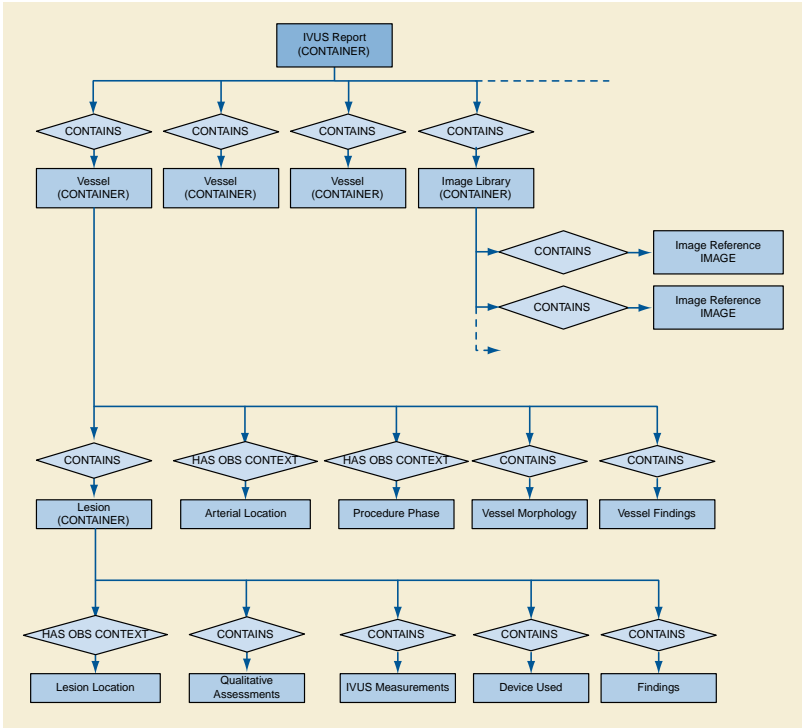 IVUS Report
(CONTAINER)
CONTAINS
CONTAINS
CONTAINS
CONTAINS
Vessel
(CONTAINER)
Vessel
(CONTAINER)
Vessel
(CONTAINER)
Image Library
(CONTAINER)
CONTAINS
Image Reference
IMAGE
CONTAINS
Image Reference
IMAGE
CONTAINS
HAS OBS CONTEXT
HAS OBS CONTEXT
CONTAINS
CONTAINS
Lesion
(CONTAINER)
Arterial Location
Procedure Phase
Vessel Morphology
Vessel Findings
HAS OBS CONTEXT
CONTAINS
CONTAINS
CONTAINS
CONTAINS
Lesion Location
Qualitative
Assessments
IVUS Measurements
Device Used
Findings